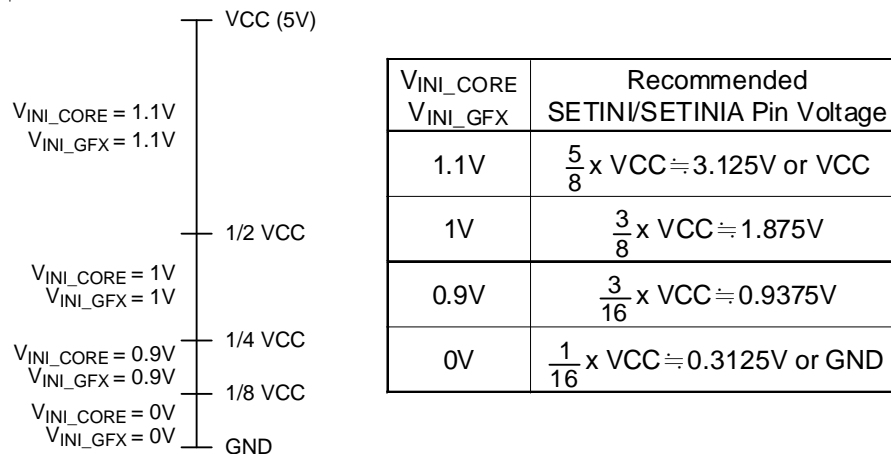 VCC (5V)
VINI_CORE = 1.1V
VINI_GFX = 1.1V
1/2 VCC
VINI_CORE = 1V
VINI_GFX = 1V
1/4 VCC
VINI_CORE = 0.9V
VINI_GFX = 0.9V
1/8 VCC
VINI_CORE = 0V
VINI_GFX = 0V
GND
VINI_CORE
VINI_GFX
Recommended
SETINI/SETINIA Pin Voltage
1.1V
5/8 x VCC≒3.125V or VCC
1V
3/8 x VCC≒1.875V
0.9V
3/16 x VCC≒0.9375V
0V
1/16 x VCC≒0.3125V or GND